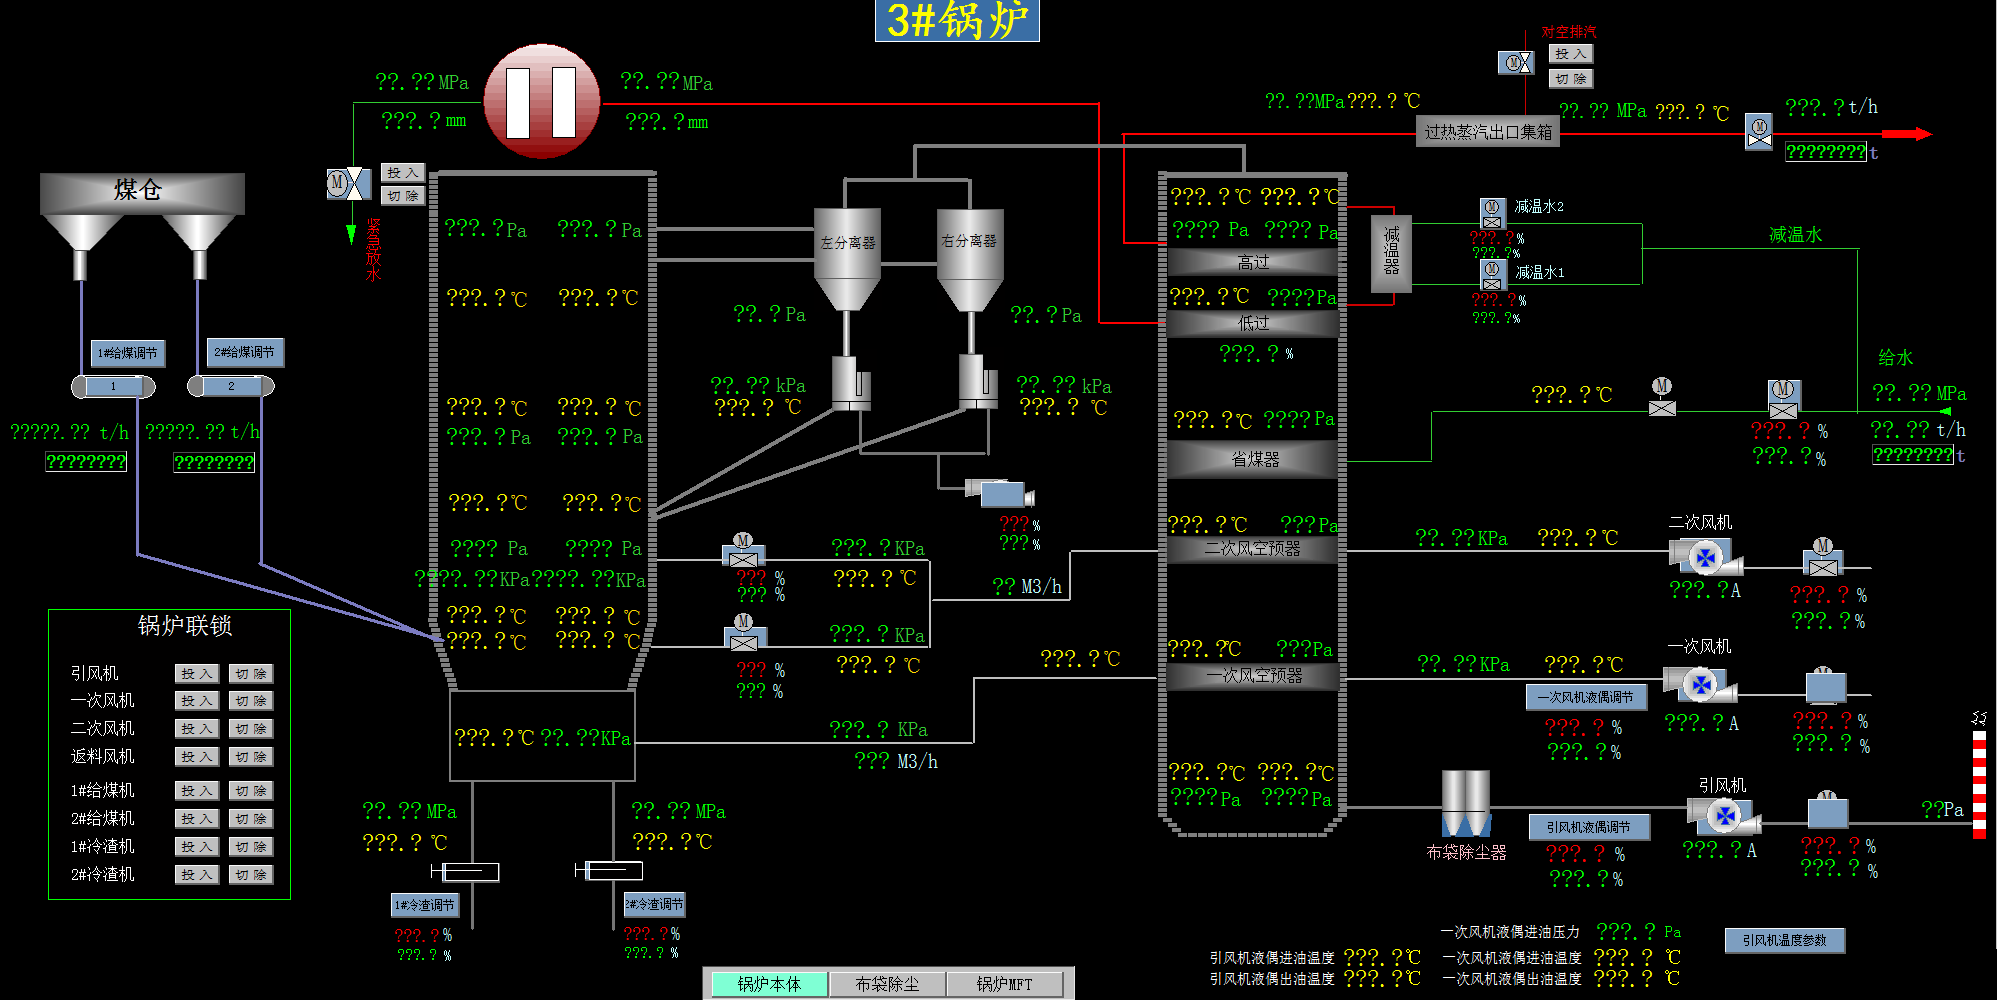 3#锅炉
对空排汽
投 入
切 除
??.??MPa
??.??MPa
???.?mm
???.?mm
??.??MPa ???.?℃
??.?? MPa ???.?℃
???.?t/h
过热蒸汽出口集箱
????????t
投 入
切 除
紧急放水
煤仓
???.?Pa ???.?Pa
???.?℃ ???.?℃
左分离器
右分离器
???.?℃ ???.?℃
???? Pa ???? Pa
高过
???.?℃ ????Pa
低过
???.? %
减温器
减温水2
???.?%
???.?%
减温水1
???.?%
???.?%
减温水
??.?Pa
??.?Pa
1#给煤调节
2#给煤调节
1
2
?????.?? t/h ?????.?? t/h
????????
????????
??.?? kPa
???.? ℃
??.?? kPa
???.? ℃
给水
??.?? MPa
??.?? t/h
????????t
???.?℃
M
M
???.? %
???.?%
???.?℃ ???.?℃
???.?Pa ???.?Pa
???.?℃ ????Pa
省煤器
???.?℃ ???.?℃
???%
???%
???? Pa ???? Pa
????.??KPa????.??KPa
???.?℃ ???.?℃
???.?℃ ???.?℃
M
??? %
??? %
???.?KPa
???.?℃
M
??? %
??? %
???.?KPa
???.?℃
?? M3/h
???.?℃
???.?℃ ???Pa
二次风空预器
??.??KPa ???.?℃
二次风机
???.?A
M
???.? %
???.?%
???.?℃ ???Pa
一次风空预器
??.??KPa ???.?℃
一次风机
一次风机液偶调节
???.? %
???.?%
???.?A
???.?%
???.? %
锅炉联锁
引风机 投 入 切 除
一次风机 投 入 切 除
二次风机 投 入 切 除
返料风机 投 入 切 除
1#给煤机 投 入 切 除
2#给煤机 投 入 切 除
1#冷渣机 投 入 切 除
2#冷渣机 投 入 切 除
???.?℃ ??.??KPa
???.? KPa
??? M3/h
???.?℃ ???.?℃
????Pa ????Pa
布袋除尘器
引风机
引风机液偶调节
???.? %
???.?%
???.?A
???.?%
???.? %
??Pa
??.??MPa
???.?℃
??.??MPa
???.?℃
1#冷渣调节
???.?%
???.?%
2#冷渣调节
???.?%
???.? %
一次风机液偶进油压力 ???.? Pa
引风机液偶进油温度 ???.?℃ 一次风机液偶进油温度 ???.? ℃
引风机液偶出油温度 ???.?℃ 一次风机液偶出油温度 ???.? ℃
引风机温度参数
锅炉本体 布袋除尘 锅炉MFT